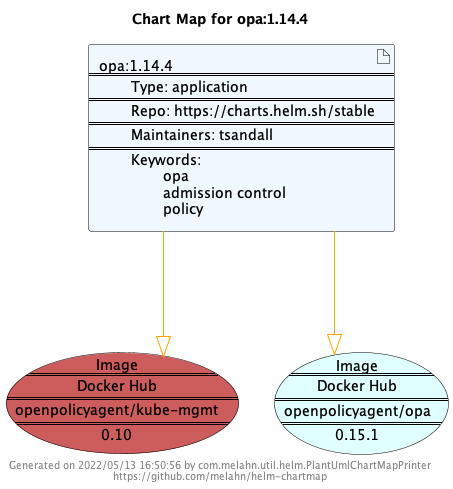 Chart Map for opa:1.14.4
opa:1.14.4
Type: application
Repo: https://charts.helm.sh/stable
Maintainers: tsandall
Keywords:
opa
admission control
policy
Image
Docker Hub
openpolicyagent/kube-mgmt
0.10
Image
Docker Hub
openpolicyagent/opa
0.15.1
Generated on 2022/05/13 16:50:56 by com.melahn.util.helm.PlantUmlChartMapPrinter
https://github.com/melahn/helm-chartmap